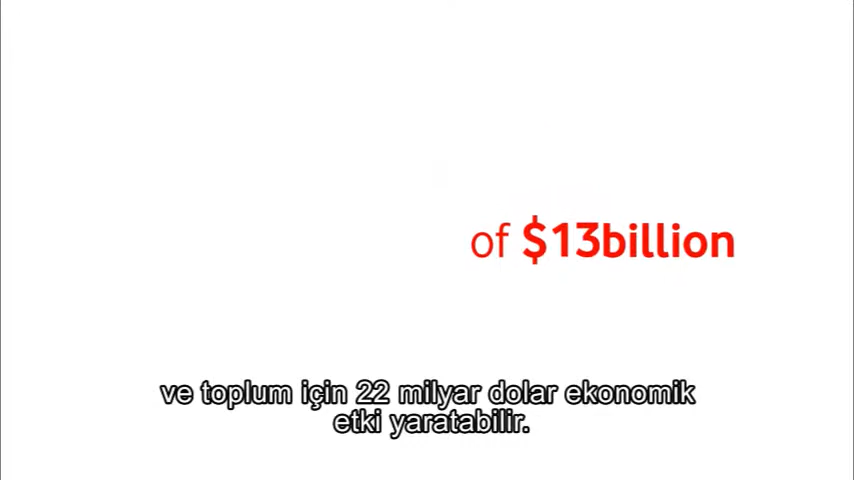 of $13billion
ve toplum için 22 milyar dolar ekonomik
etki yaratabilir.